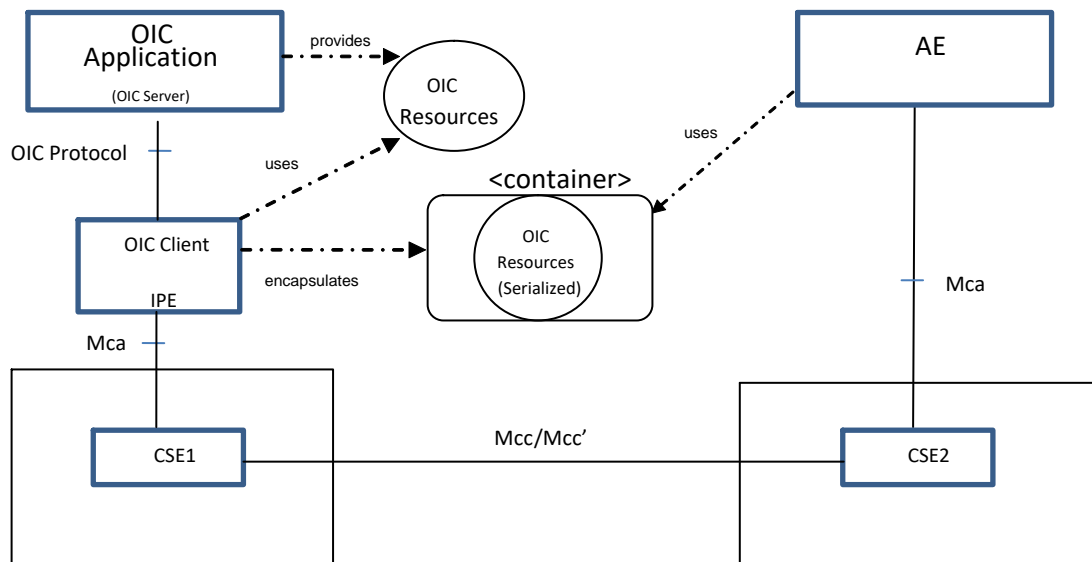 OIC
Application
(OIC Server)
provides
OIC
Resources
AE
OIC Protocol
uses
uses
<container>
OIC Client
IPE
encapsulates
OIC
Resources
(Serialized)
Mca
Mca
CSE1
Mcc/Mcc’
CSE2